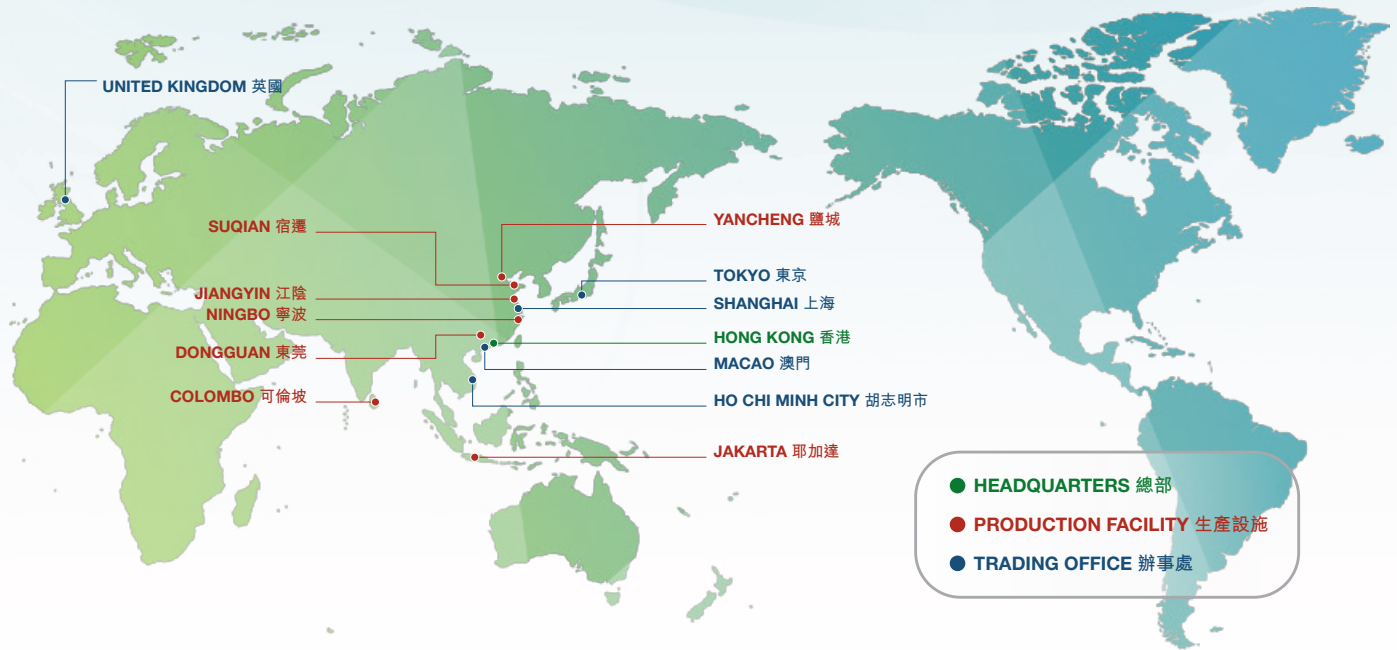 UNITED KINGDOM 英國
SUQIAN 宿遷
JIANGYIN 江陰
NINGBO 寧波
DONGGUAN 東莞
COLOMBO 可倫坡
YANCHENG 鹽城
TOKYO 東京
SHANGHAI 上海
HONG KONG 香港
MACAO 澳門
HO CHI MINH CITY 胡志明市
JAKARTA 耶加達
HEADQUARTERS 總部
PRODUCTION FACILITY 生產設施
TRADING OFFICE 辦事處